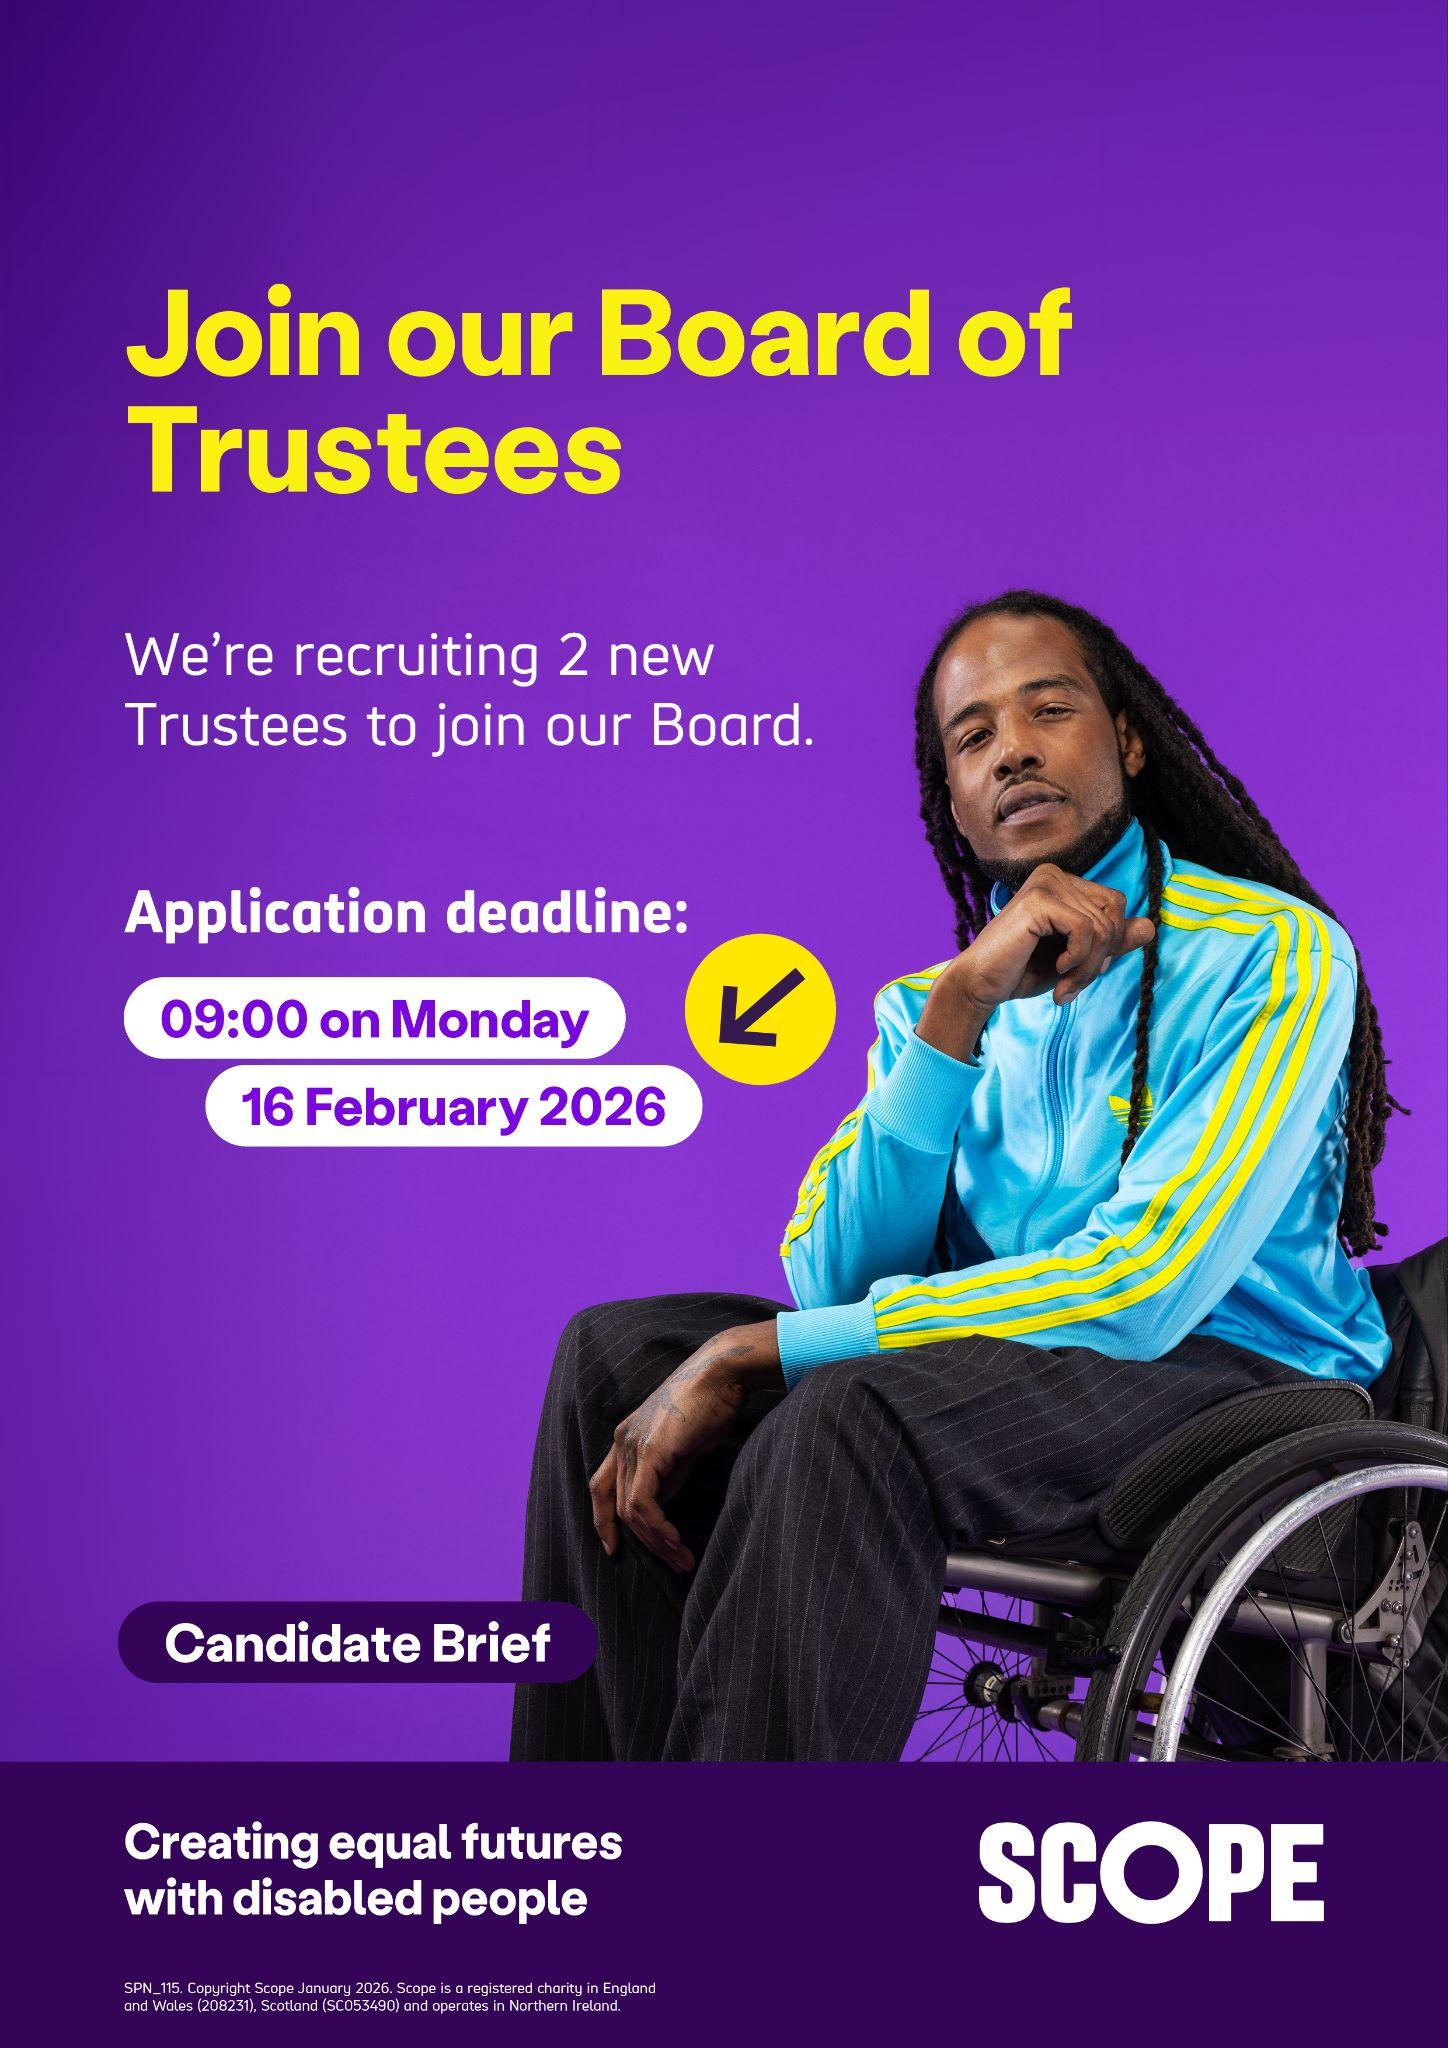 Join our Board of
Trustees
We’re recruiting 2 new
Trustees to join our Board.
Application deadline:
09:00 on Monday
16 February 2026
Candidate Brief
Creating equal futures
with disabled people
SCOPE
SPN_115. Copyright Scope January 2026. Scope is a registered charity in England
and Wales (208231), Scotland (SC053490) and operates in Northern Ireland.